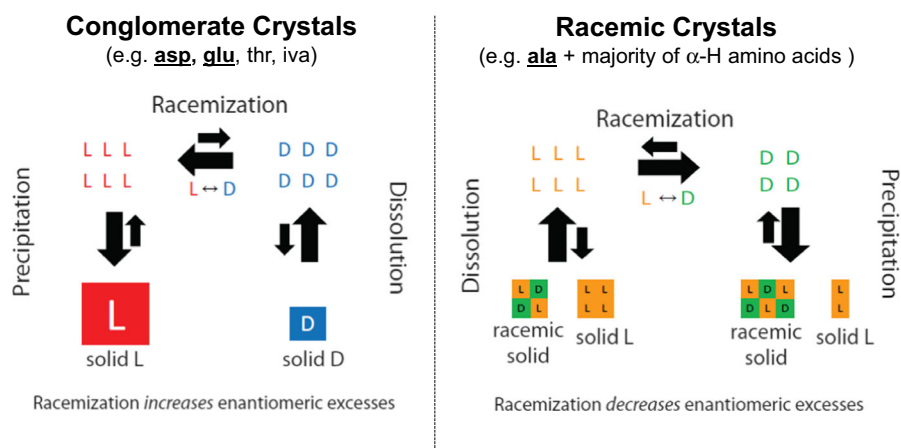 Conglomerate Crystals
(e.g. asp, glu, thr, iva)
Racemization
L L L
D D D
L L L
D D D
L ↔ D
Precipitation
Dissolution
L
D
solid L
solid D
Racemization increases enantiomeric excesses
Racemic Crystals
(e.g. ala + majority of α-H amino acids )
Racemization
L L L
D D
L L L
D D
L ↔ D
Dissolution
Precipitation
L D
L L
L D L
L
D L
L L
D L D
L
racemic
solid
solid L
racemic
solid
solid L
Racemization decreases enantiomeric excesses